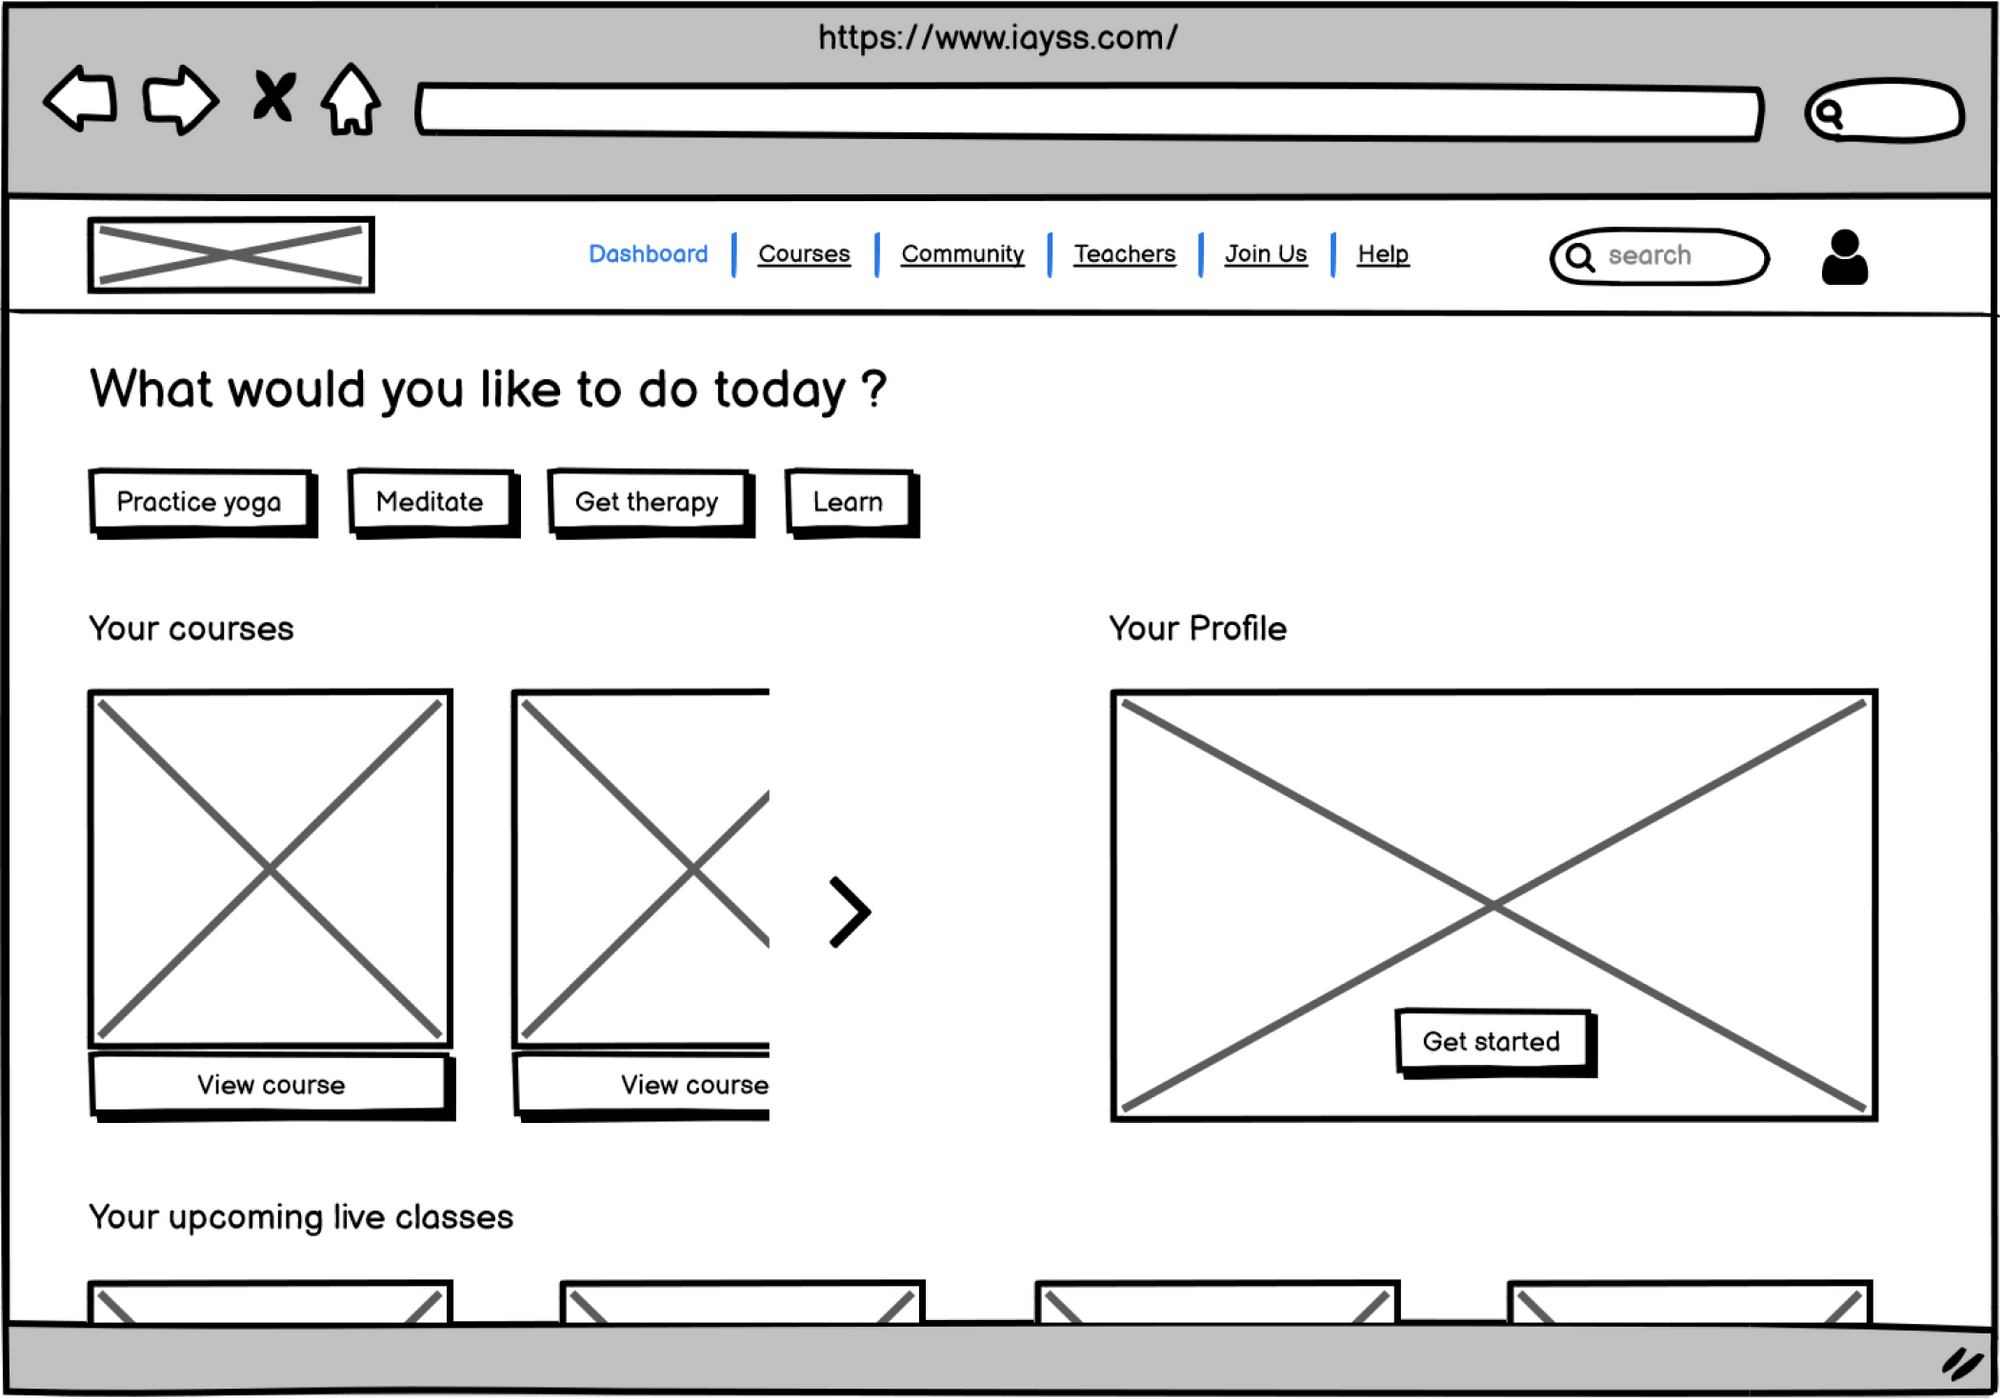 https://www.iayss.com/
Dashboard Courses Community Teachers Join Us Help search
What would you like to do today ?
Practice yoga Meditate Get therapy Learn
Your courses Your Profile
Get started
View course View course
Your upcoming live classes